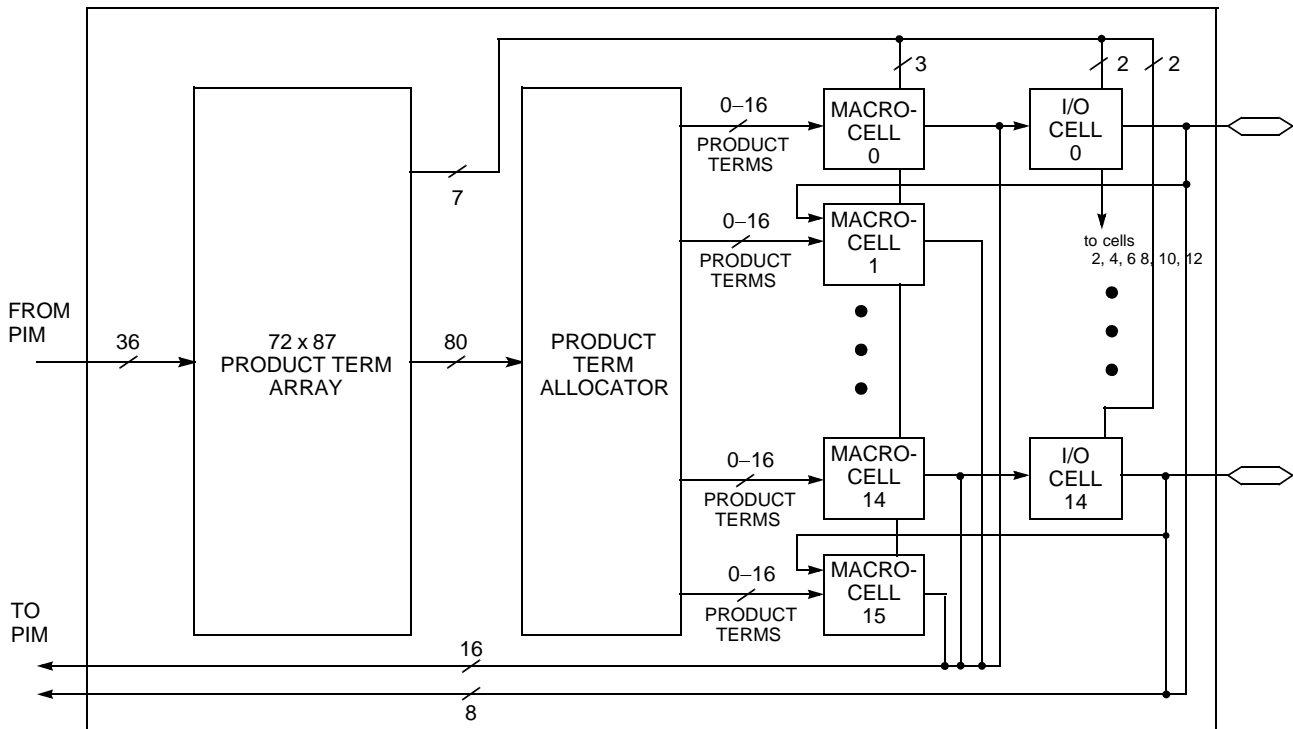 3
2
2
0–16
PRODUCT
TERMS
MACRO-
CELL
0
I/O
CELL
0
7
0–16
PRODUCT
TERMS
MACRO-
CELL
1
to cells
2, 4, 6 8, 10, 12
FROM
PIM
36
72 x 87
PRODUCT TERM
ARRAY
80
PRODUCT
TERM
ALLOCATOR
0–16
PRODUCT
TERMS
MACRO-
CELL
14
I/O
CELL
14
0–16
PRODUCT
TERMS
MACRO-
CELL
15
TO
PIM
16
8